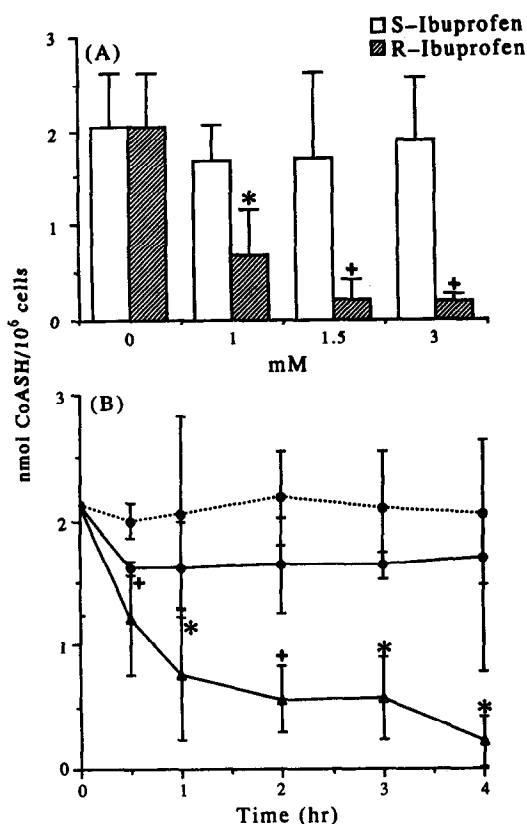 S-Ibuprofen
R-Ibuprofen
(A)
3
2
1
0
*
+
+
0 1 1.5 3
mM
nmol CoASH/10⁶ cells
(B)
3
2
1
0
+
*
+
*
*
0 1 2 3 4
Time (hr)